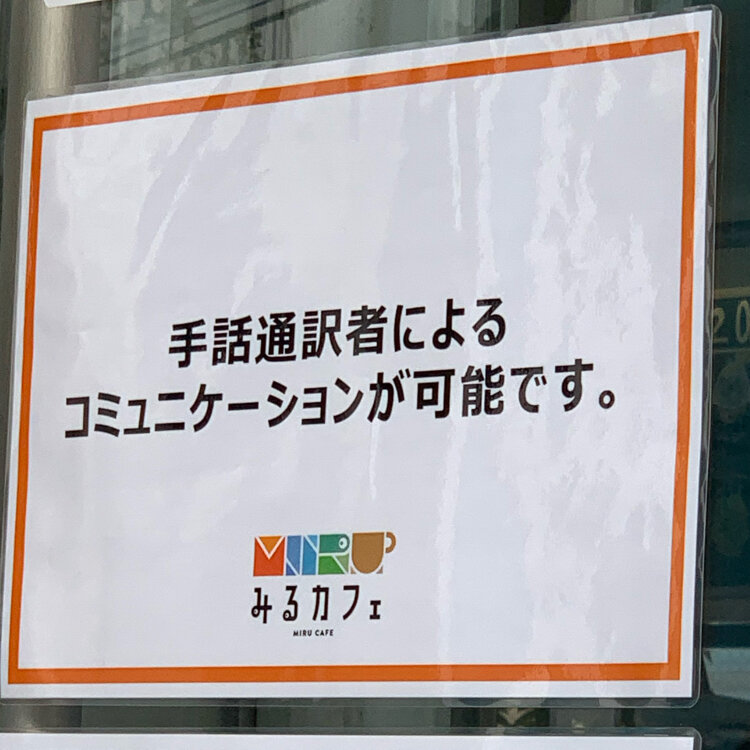 手話通訳者による
コミュニケーションが可能です。
MIRU
みるカフェ
MIRU CAFE
20